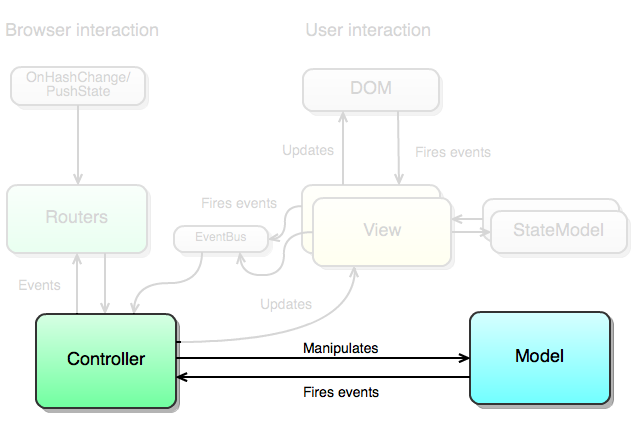 Browser interaction
User interaction
OnHashChange/
PushState
DOM
Updates
Fires events
Routers
Fires events
EventBus
View
StateModel
Events
Updates
Controller
Manipulates
Fires events
Model